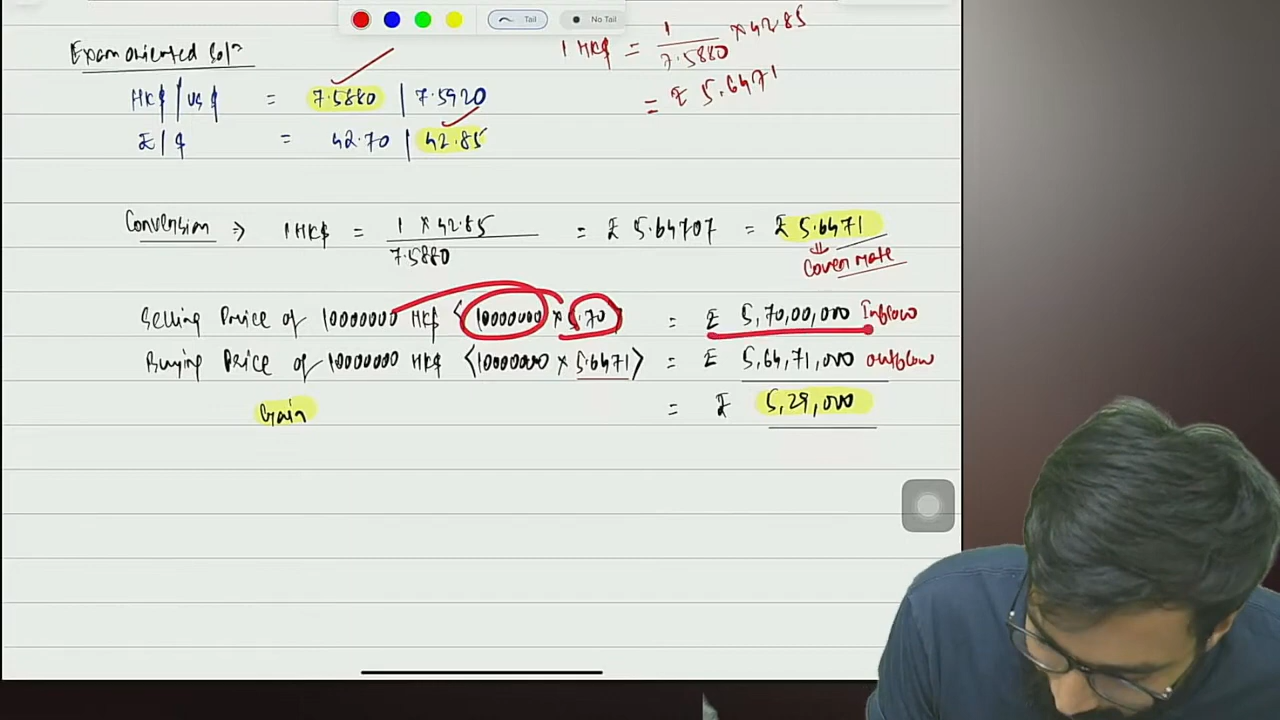 Tail No Tail
1 HK$ = 1/7.5880 × 42.85
= ₹ 5.6471
Exam oriented Sol?
HK$ | US $ = 7.5880 | 7.5920
₹ | $ = 42.70 | 42.85
Conversion ⇒ 1 HK$ = 1 × 42.85 / 7.5880 = ₹ 5.64707 = ₹ 5.6471
Cover rate
Selling Price of 10000000 HK$ <10000000 × 5.70> = ₹ 5,70,00,000 Inflow
Buying Price of 10000000 HK$ <10000000 × 5.6471> = ₹ 5,64,71,000 outflow
Gain = ₹ 5,29,000